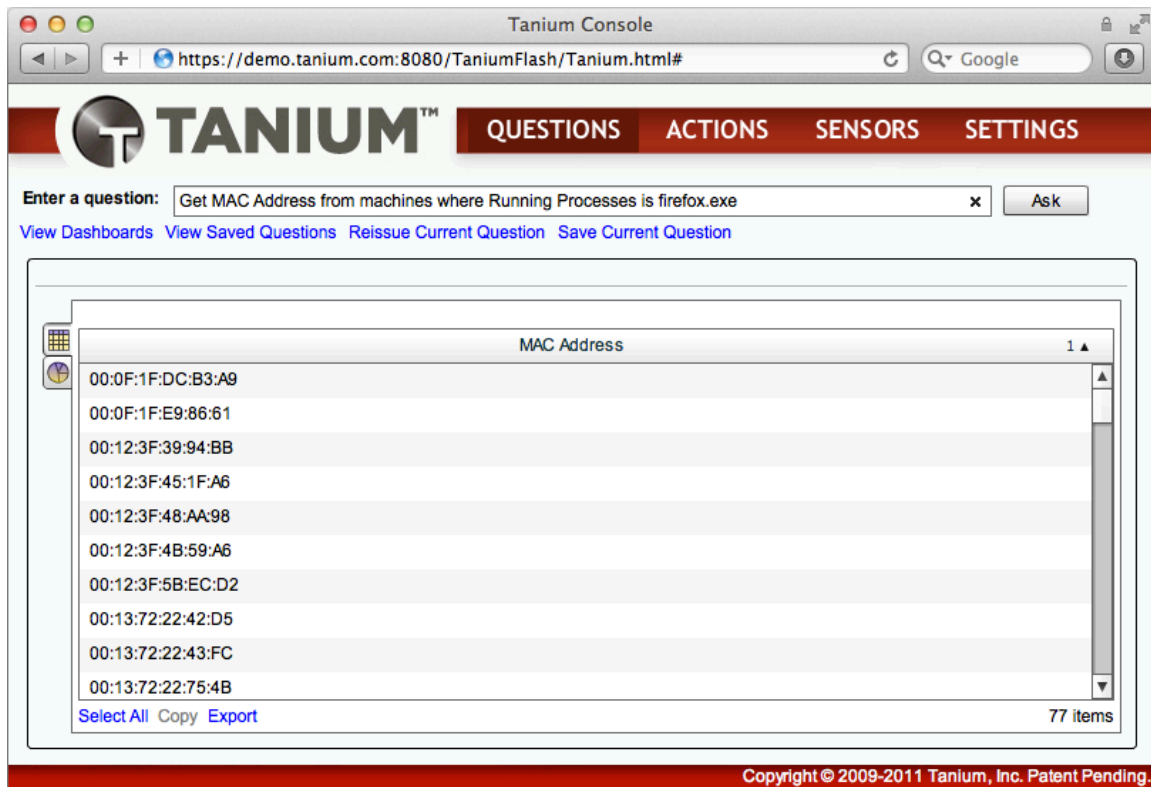 Tanium Console
https://demo.tanium.com:8080/TaniumFlash/Tanium.html#
Google
TANIUM™
QUESTIONS ACTIONS SENSORS SETTINGS
Enter a question: Get MAC Address from machines where Running Processes is firefox.exe Ask
View Dashboards View Saved Questions Reissue Current Question Save Current Question
MAC Address 1
00:0F:1F:DC:B3:A9
00:0F:1F:E9:86:61
00:12:3F:39:94:BB
00:12:3F:45:1F:A6
00:12:3F:48:AA:98
00:12:3F:4B:59:A6
00:12:3F:5B:EC:D2
00:13:72:22:42:D5
00:13:72:22:43:FC
00:13:72:22:75:4B
Select All Copy Export 77 items
Copyright © 2009-2011 Tanium, Inc. Patent Pending.